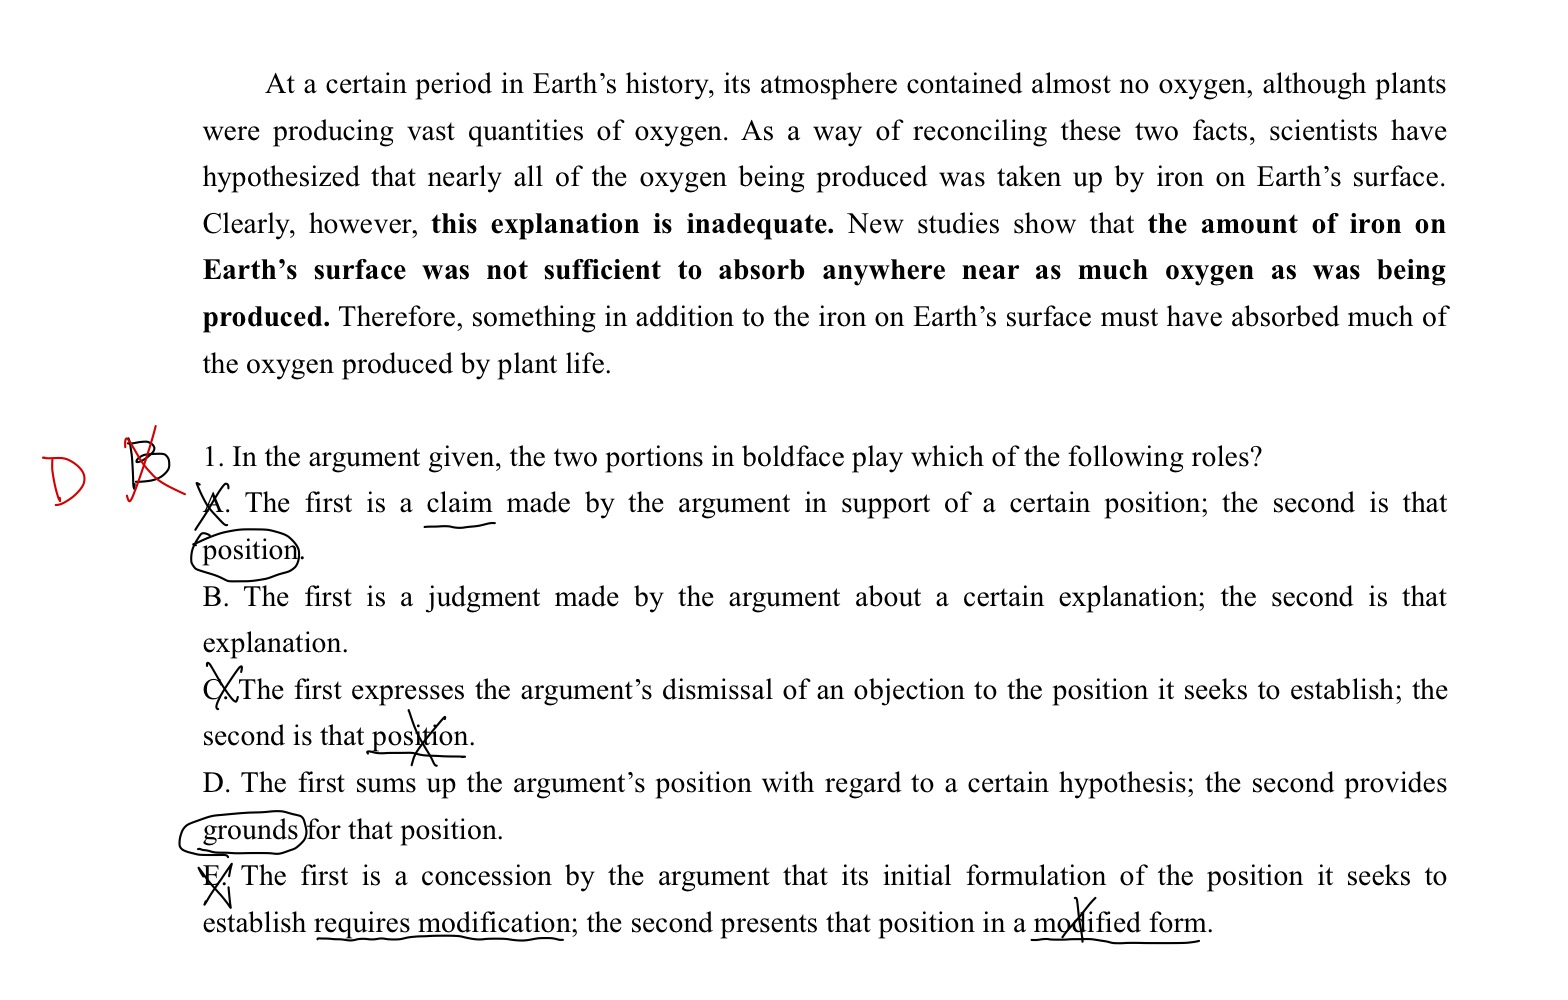 At a certain period in Earth's history, its atmosphere contained almost no oxygen, although plants
were producing vast quantities of oxygen. As a way of reconciling these two facts, scientists have
hypothesized that nearly all of the oxygen being produced was taken up by iron on Earth's surface.
Clearly, however, this explanation is inadequate. New studies show that the amount of iron on
Earth's surface was not sufficient to absorb anywhere near as much oxygen as was being
produced. Therefore, something in addition to the iron on Earth's surface must have absorbed much of
the oxygen produced by plant life.
D B 1. In the argument given, the two portions in boldface play which of the following roles?
A. The first is a claim made by the argument in support of a certain position; the second is that
position.
B. The first is a judgment made by the argument about a certain explanation; the second is that
explanation.
C. The first expresses the argument's dismissal of an objection to the position it seeks to establish; the
second is that position.
D. The first sums up the argument's position with regard to a certain hypothesis; the second provides
grounds for that position.
E. The first is a concession by the argument that its initial formulation of the position it seeks to
establish requires modification; the second presents that position in a modified form.